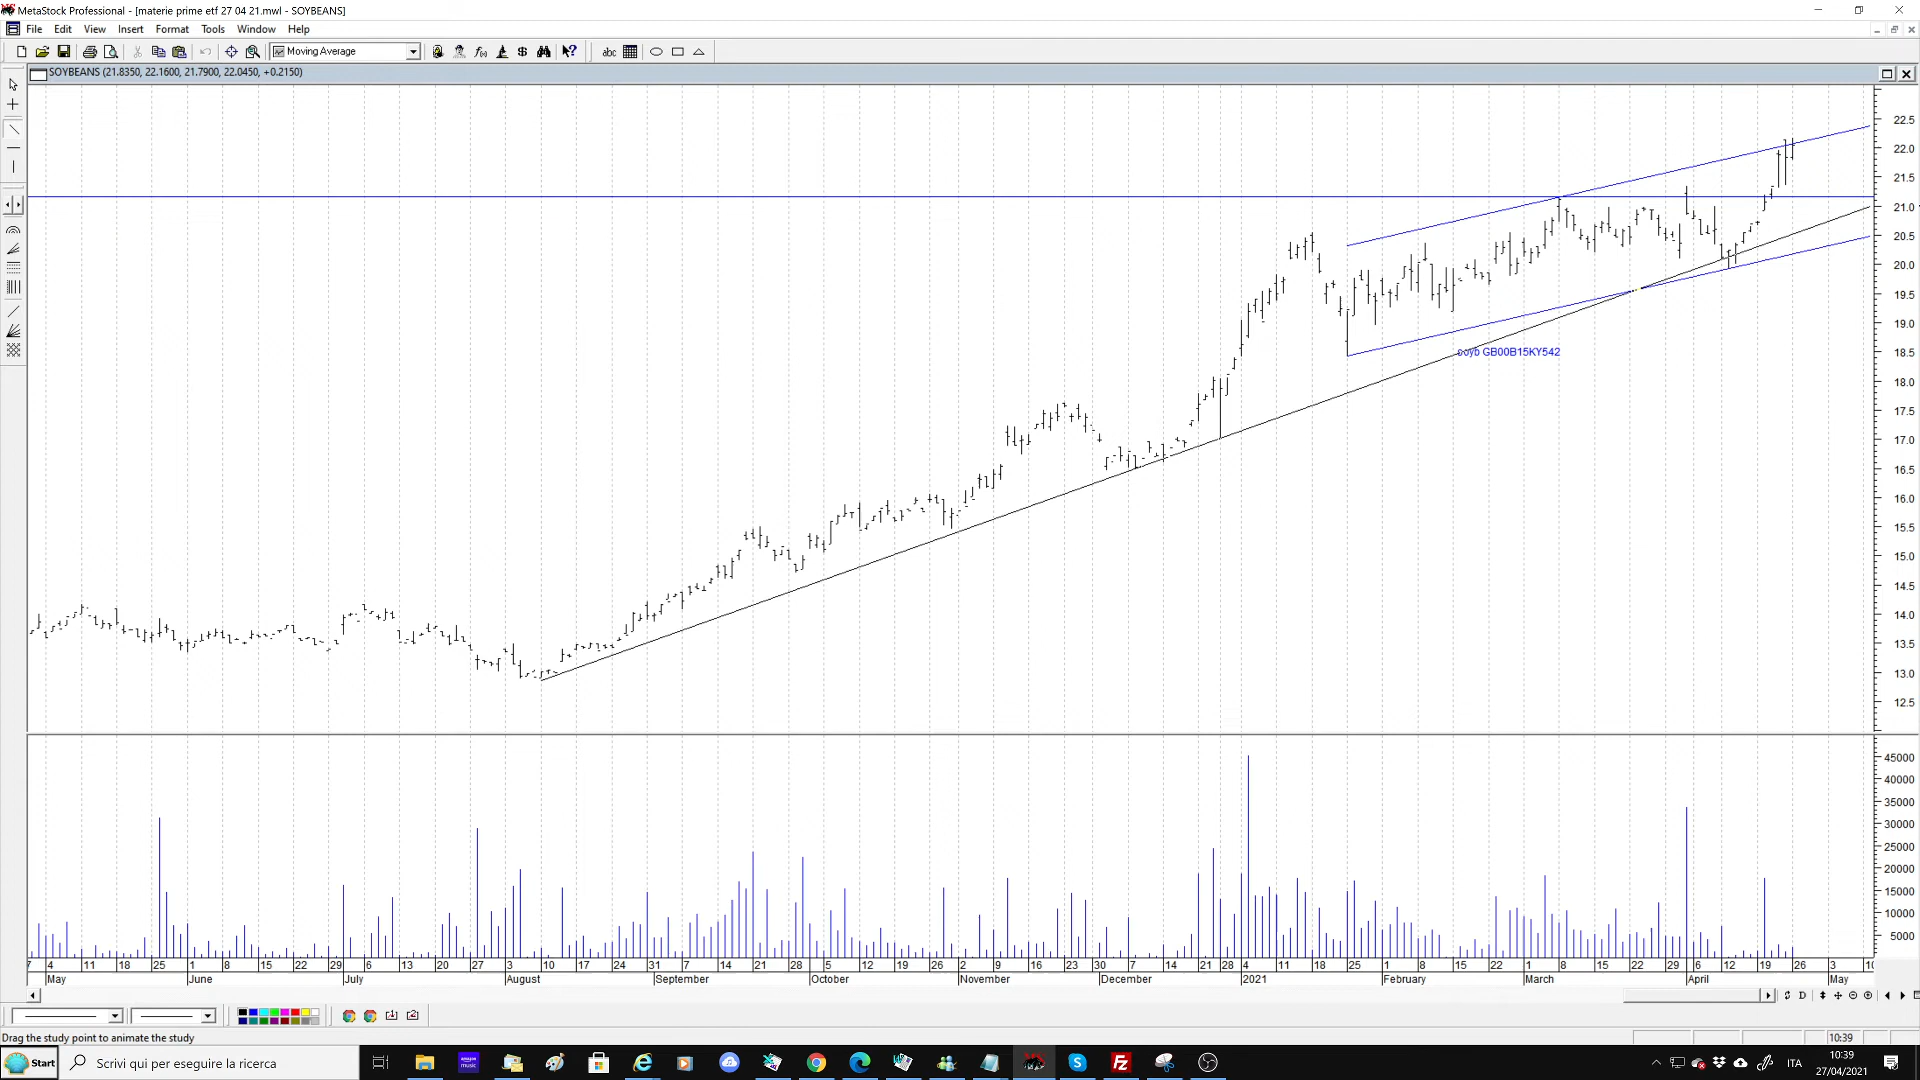 MetaStock Professional - [materie prime etf 27 04 21.mwl - SOYBEANS]
File Edit View Insert Format Tools Window Help
Moving Average
abc
SOYBEANS (21.8350, 22.1600, 21.7900, 22.0450, +0.2150)
22.5
22.0
21.5
21.0
20.5
20.0
19.5
19.0
18.5
18.0
17.5
17.0
16.5
16.0
15.5
15.0
14.5
14.0
13.5
13.0
12.5
soyb GB00B15KY542
45000
40000
35000
30000
25000
20000
15000
10000
5000
7 4 11 18 25 1 8 15 22 29 6 13 20 27 3 10 17 24 31 7 14 21 28 5 12 19 26 2 9 16 23 30 7 14 21 28 4 11 18 25 1 8 15 22 1 8 15 22 29 6 12 19 26 3 10
May June July August September October November December 2021 February March April May
D
Drag the study point to animate the study
10:39
Start
Scrivi qui per eseguire la ricerca
ITA
10:39
27/04/2021